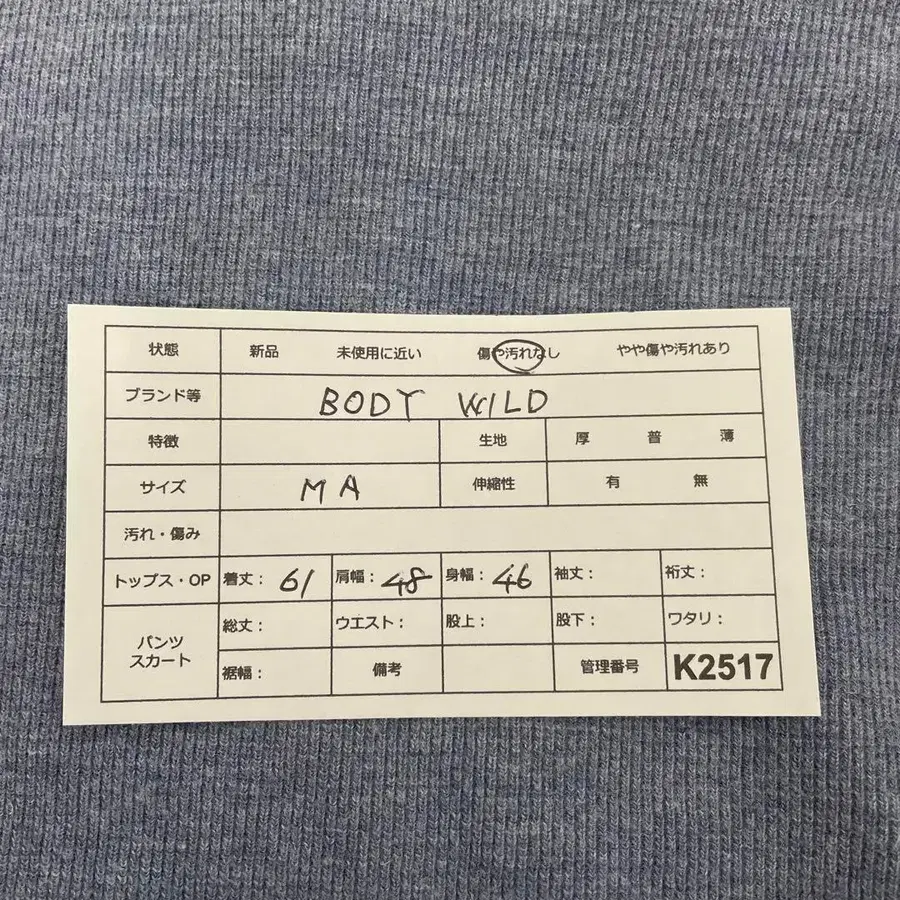 状態 新品 未使用に近い 傷や汚れなし やや傷や汚れあり
ブランド等 BODY WILD
特徴 生地 厚 普 薄
サイズ MA 伸縮性 有 無
汚れ・傷み
トップス・OP 着丈: 61 肩幅: 48 身幅: 46 袖丈: 裄丈:
パンツ スカート 総丈: ウエスト: 股上: 股下: ワタリ:
裾幅: 備考 管理番号 K2517